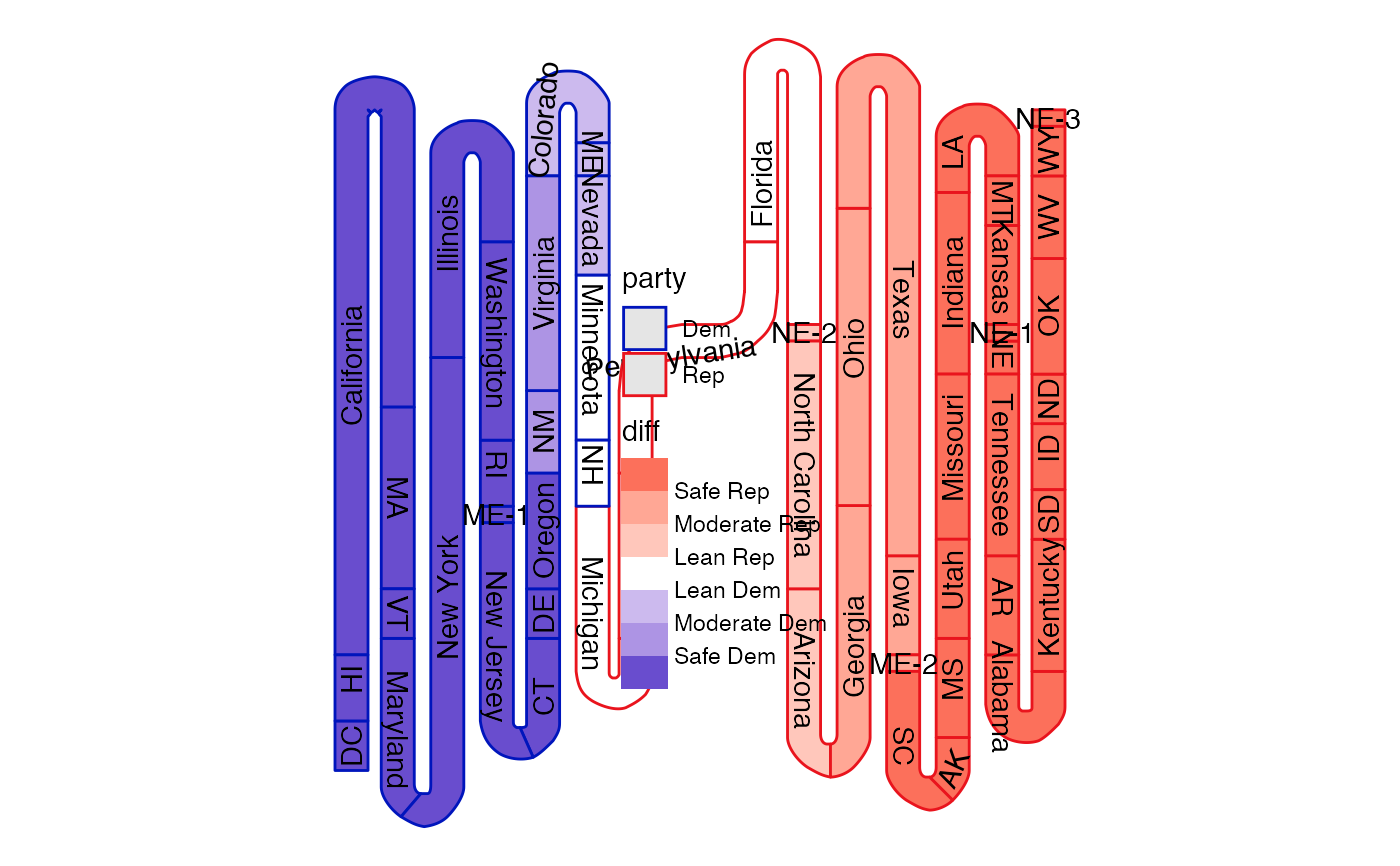 California
HI
DC
MA
VT
Maryland
Illinois
New York
Washington
RI
ME-1
New Jersey
Colorado
Virginia
NM
Oregon
DE
CT
ME
Nevada
Minnesota
NH
Michigan
party
Dem
Rep
diff
Safe Rep
Moderate Rep
Lean Rep
Lean Dem
Moderate Dem
Safe Dem
Florida
NE-2
North Carolina
Arizona
Ohio
Georgia
Texas
Iowa
ME-2
SC
LA
Indiana
Missouri
Utah
MS
AK
MT
Kansas
NE-1
NE
Tennessee
AR
Alabama
NE-3
WY
WV
OK
ND
ID
SD
Kentucky